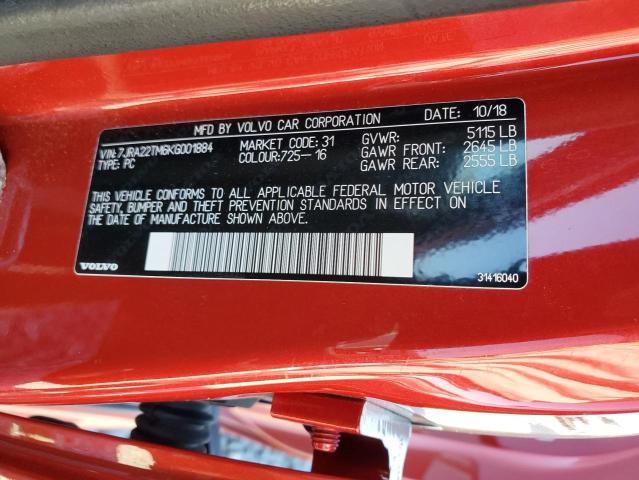 MFD BY VOLVO CAR CORPORATION DATE: 10/18
VIN:7JRA22TM6KG001884 MARKET CODE: 31 GVWR: 5115 LB
TYPE: PC COLOUR:725-16 GAWR FRONT: 2645 LB
GAWR REAR: 2555 LB
THIS VEHICLE CONFORMS TO ALL APPLICABLE FEDERAL MOTOR VEHICLE
SAFETY, BUMPER AND THEFT PREVENTION STANDARDS IN EFFECT ON
THE DATE OF MANUFACTURE SHOWN ABOVE.
VOLVO 31416040